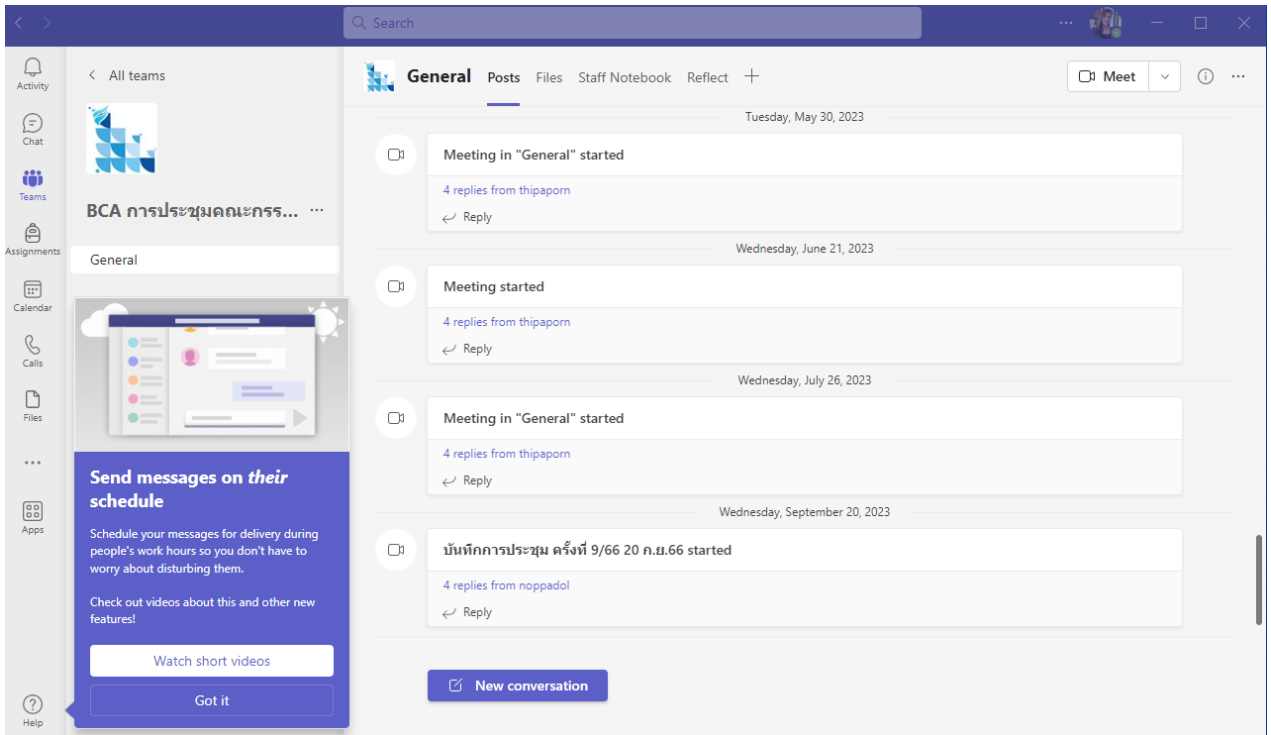 Search
Activity
Chat
Teams
Assignments
Calendar
Calls
Files
Apps
Help
All teams
BCA การประชุมคณะกรร...
General
Send messages on their
schedule
Schedule your messages for delivery during
people's work hours so you don't have to
worry about disturbing them.
Check out videos about this and other new
features!
Watch short videos
Got it
General Posts Files Staff Notebook Reflect
Meet
Tuesday, May 30, 2023
Meeting in "General" started
4 replies from thipaporn
Reply
Wednesday, June 21, 2023
Meeting started
4 replies from thipaporn
Reply
Wednesday, July 26, 2023
Meeting in "General" started
4 replies from thipaporn
Reply
Wednesday, September 20, 2023
บันทึกการประชุม ครั้งที่ 9/66 20 ก.ย.66 started
4 replies from noppadol
Reply
New conversation